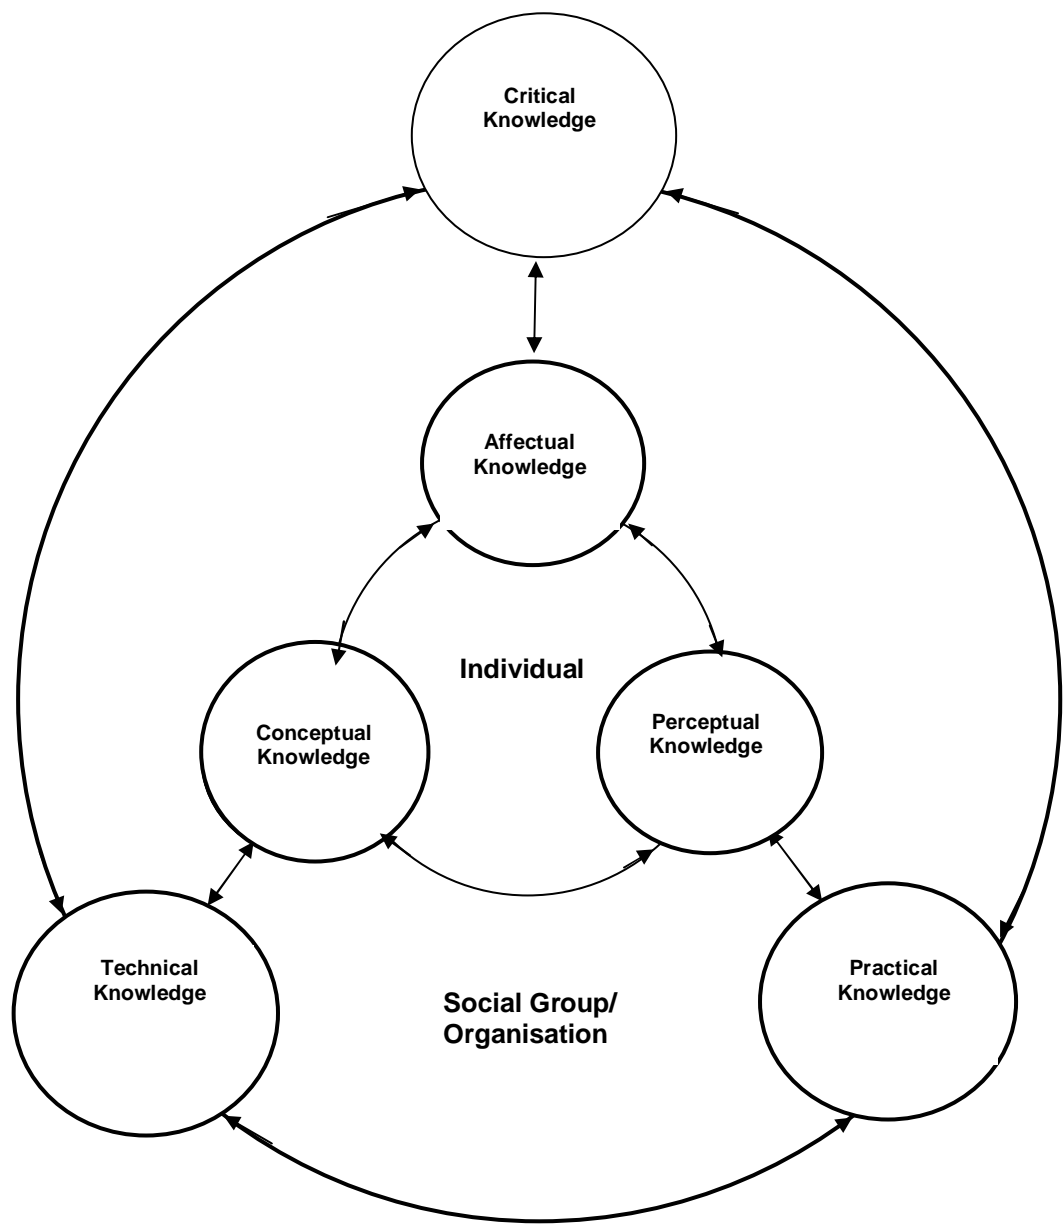 Critical
Knowledge
Affectual
Knowledge
Individual
Conceptual
Knowledge
Perceptual
Knowledge
Technical
Knowledge
Social Group/
Organisation
Practical
Knowledge